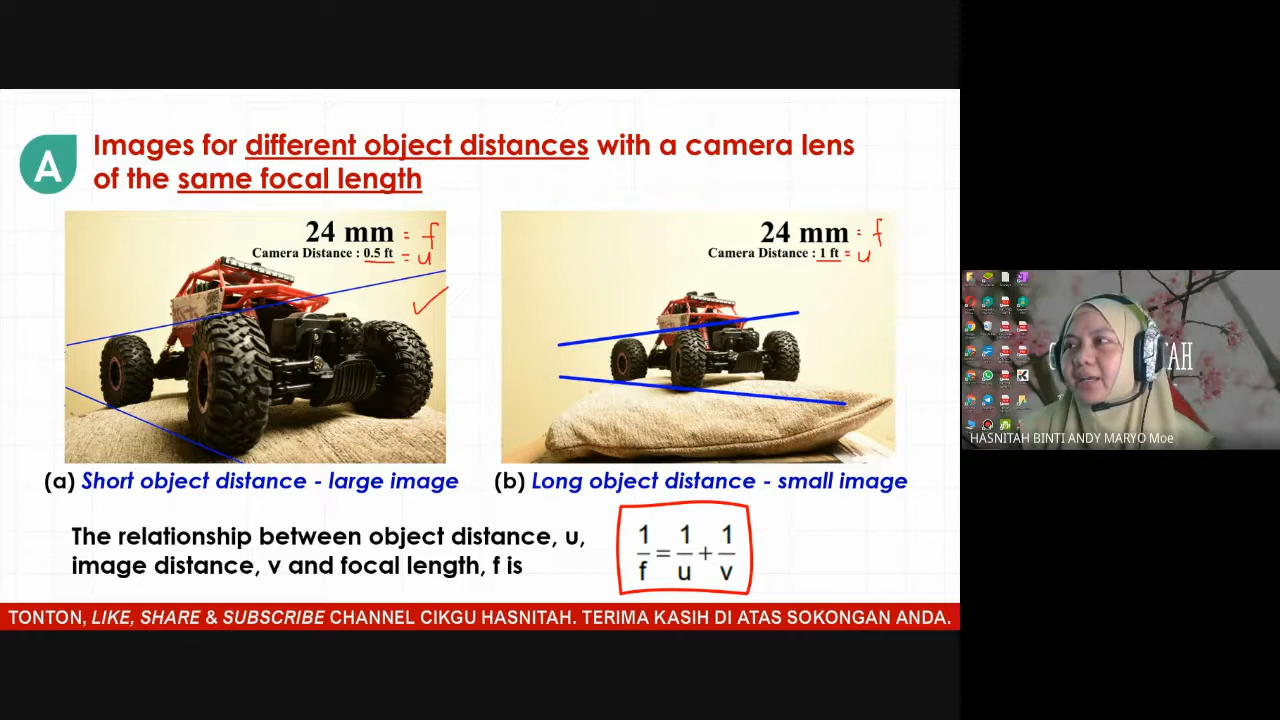 A
Images for different object distances with a camera lens
of the same focal length
24 mm = f
Camera Distance : 0.5 ft = u
24 mm = f
Camera Distance : 1 ft = u
(a) Short object distance - large image
(b) Long object distance - small image
The relationship between object distance, u,
image distance, v and focal length, f is
1/f = 1/u + 1/v
HASNITAH BINTI ANDY MARYO Moe
TONTON, LIKE, SHARE & SUBSCRIBE CHANNEL CIKGU HASNITAH. TERIMA KASIH DI ATAS SOKONGAN ANDA.